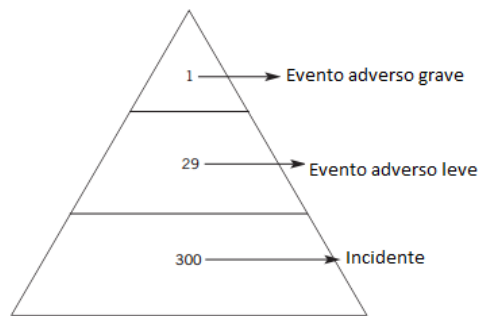 1 Evento adverso grave
29 Evento adverso leve
300 Incidente